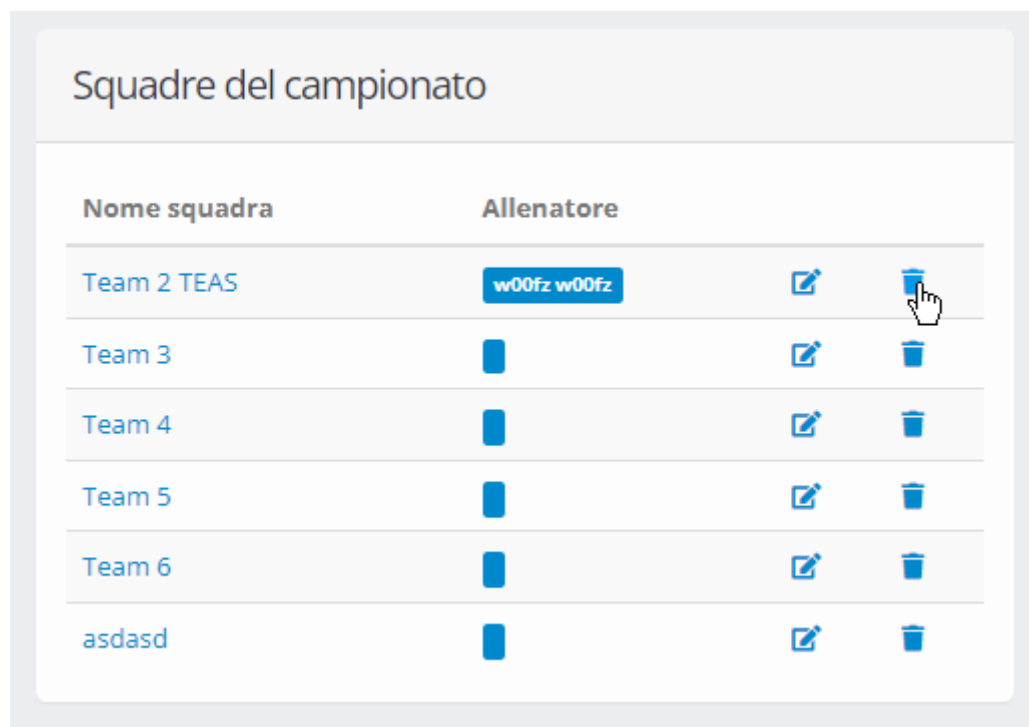 Squadre del campionato
Nome squadra Allenatore
Team 2 TEAS w00fz w00fz
Team 3
Team 4
Team 5
Team 6
asdasd